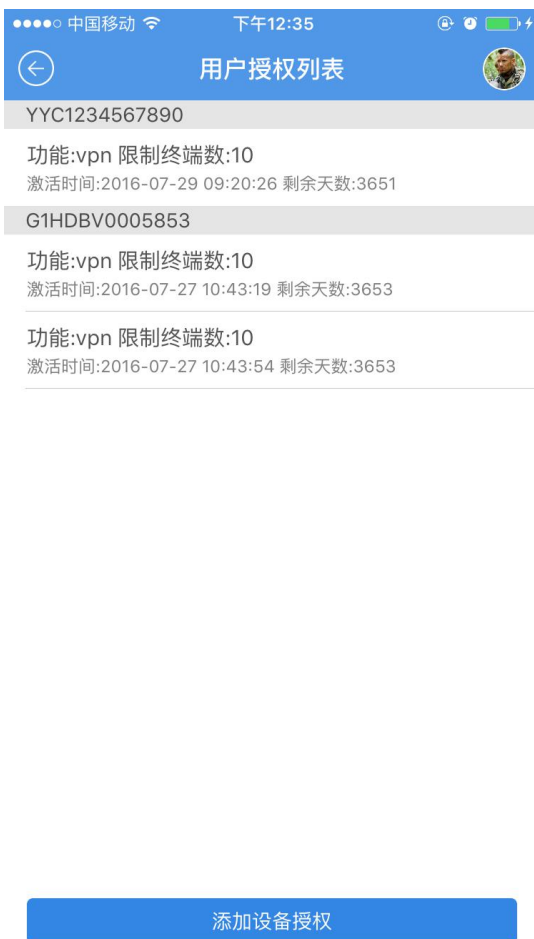 中国移动 下午12:35
用户授权列表
YYC1234567890
功能:vpn 限制终端数:10
激活时间:2016-07-29 09:20:26 剩余天数:3651
G1HDBV0005853
功能:vpn 限制终端数:10
激活时间:2016-07-27 10:43:19 剩余天数:3653
功能:vpn 限制终端数:10
激活时间:2016-07-27 10:43:54 剩余天数:3653
添加设备授权